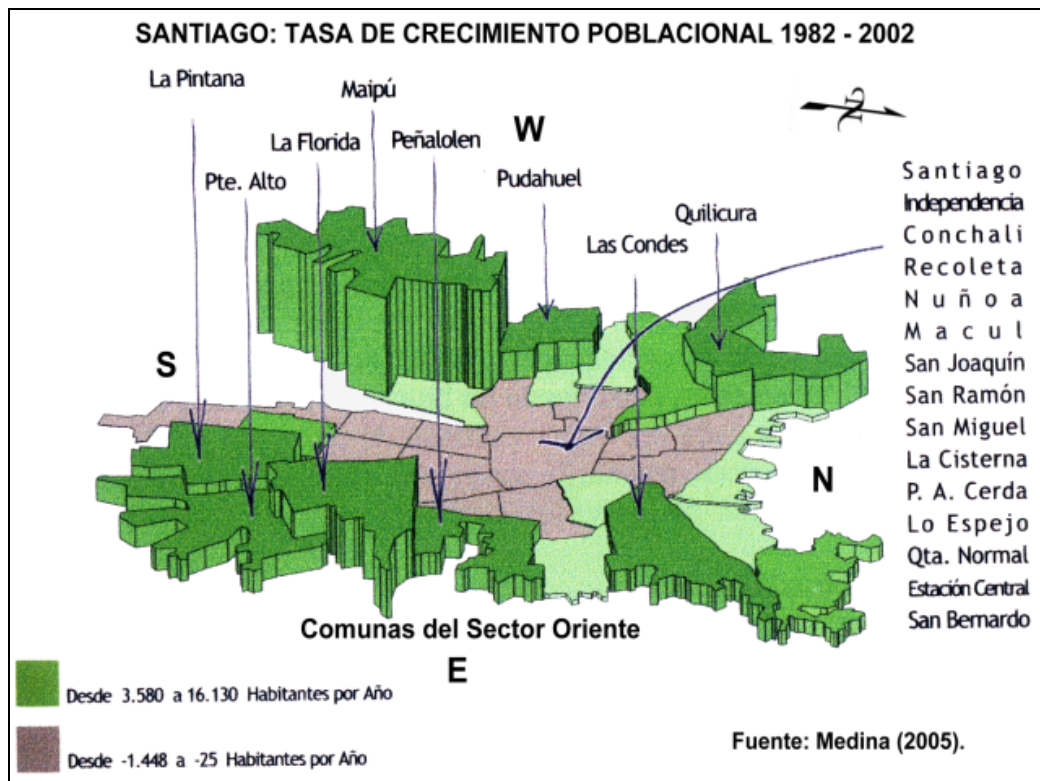 SANTIAGO: TASA DE CRECIMIENTO POBLACIONAL 1982 - 2002
La Pintana
Maipú
La Florida
Peñalolen
W
Pte. Alto
Pudahuel
Quilicura
Las Condes
N
S
N
Santiago
Independencia
Conchali
Recoleta
Nuñoa
Macul
San Joaquín
San Ramón
San Miguel
La Cisterna
P. A. Cerda
Lo Espejo
Qta. Normal
Estación Central
San Bernardo
Comunas del Sector Oriente
E
Desde 3.580 a 16.130 Habitantes por Año
Desde -1.448 a -25 Habitantes por Año
Fuente: Medina (2005).